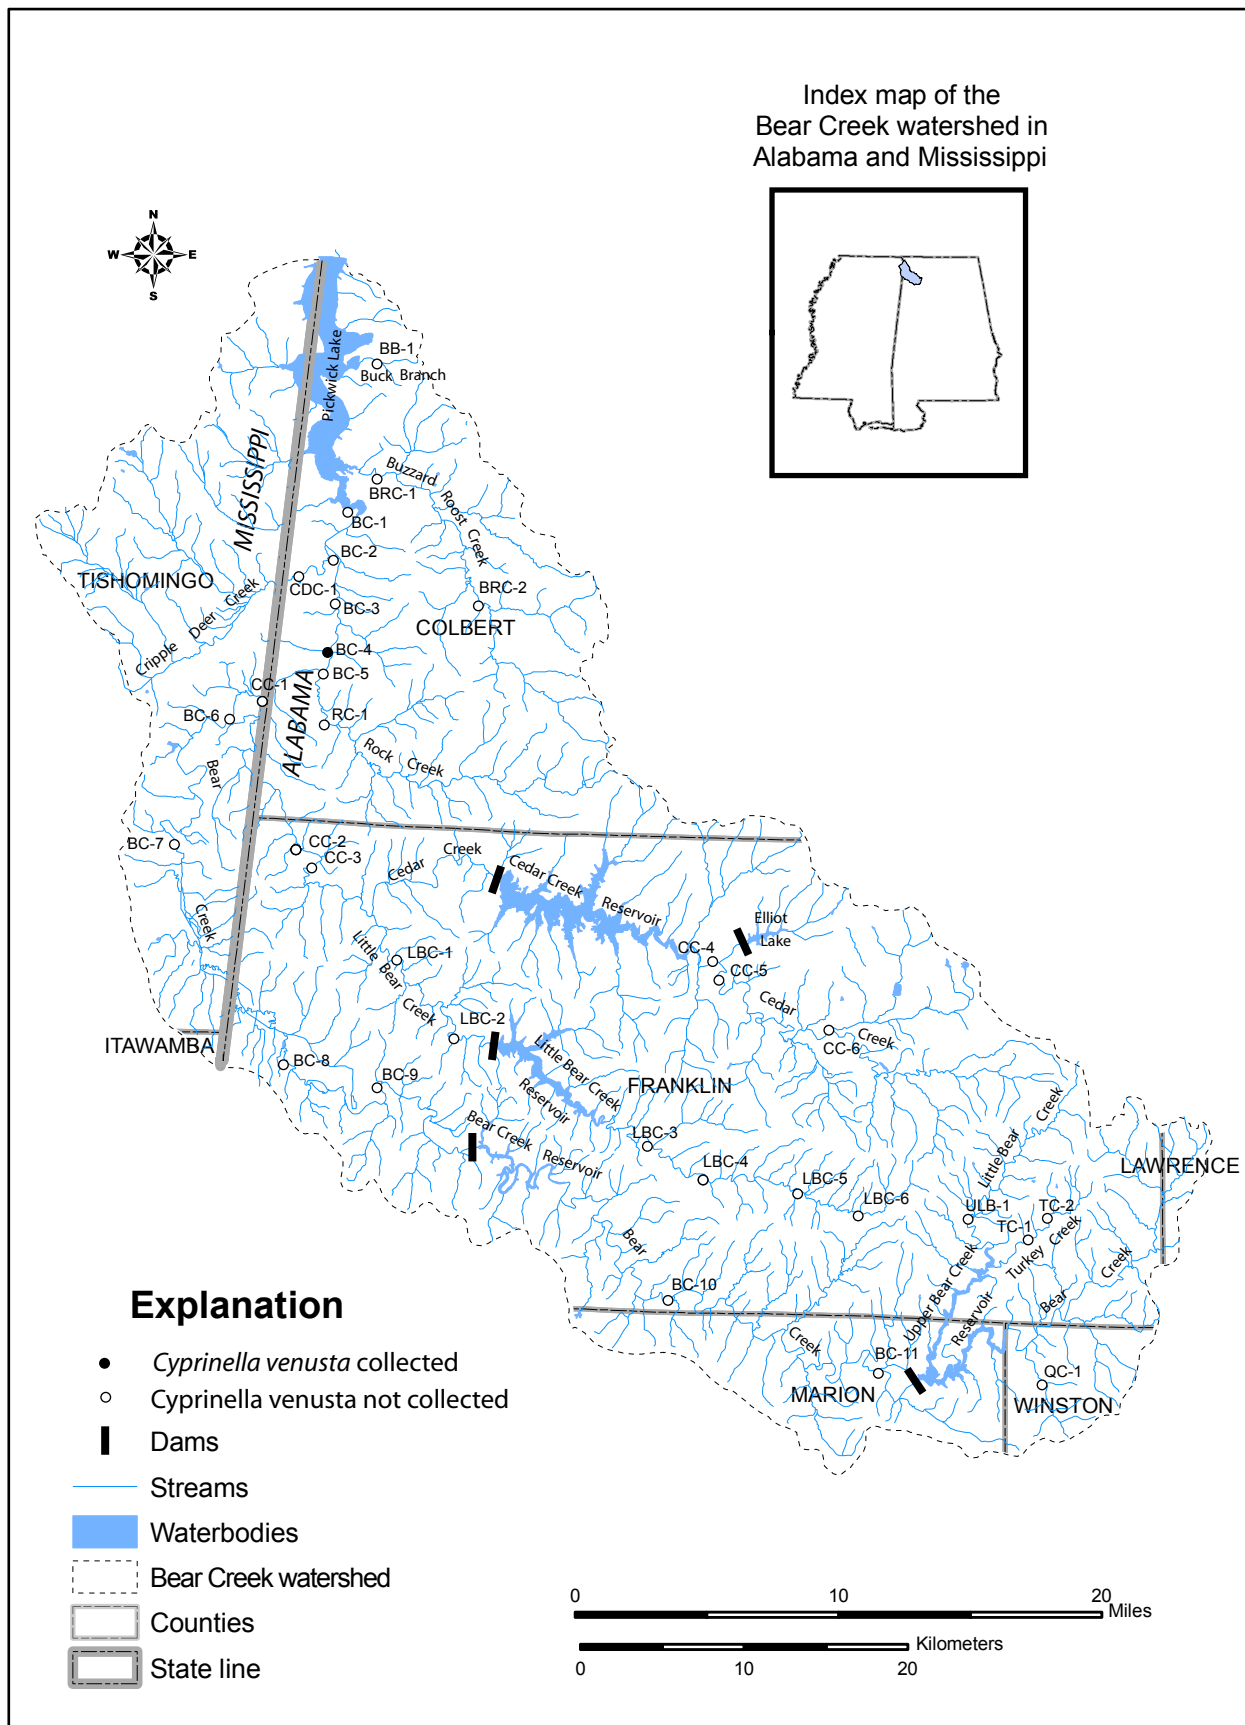 Index map of the
Bear Creek watershed in
Alabama and Mississippi
N
W
E
S
Pickwick Lake
BB-1
Buck Branch
MISSISSIPPI
Buzzard Roost Creek
BRC-1
BC-1
BC-2
TISHOMINGO
CDC-1
BRC-2
BC-3
Cripple Deer Creek
COLBERT
BC-4
BC-5
ALABAMA
CC-1
BC-6
RC-1
Rock Creek
Bear Creek
BC-7
CC-2
CC-3
Cedar Creek
Cedar Creek Reservoir
Elliot
Lake
CC-4
CC-5
Little Bear Creek
LBC-1
Cedar Creek
LBC-2
CC-6
ITAWAMBA
BC-8
Little Bear Creek
Reservoir
FRANKLIN
BC-9
Bear Creek Reservoir
LBC-3
Little Bear Creek
LAWRENCE
LBC-4
LBC-5
LBC-6
ULB-1
TC-2
TC-1
Turkey Creek
Bear Creek
Upper Bear Creek
Reservoir
Bear Creek
BC-10
BC-11
QC-1
MARION
WINSTON
Explanation
Cyprinella venusta collected
Cyprinella venusta not collected
Dams
Streams
Waterbodies
Bear Creek watershed
Counties
State line
0 10 20
Miles
Kilometers
0 10 20